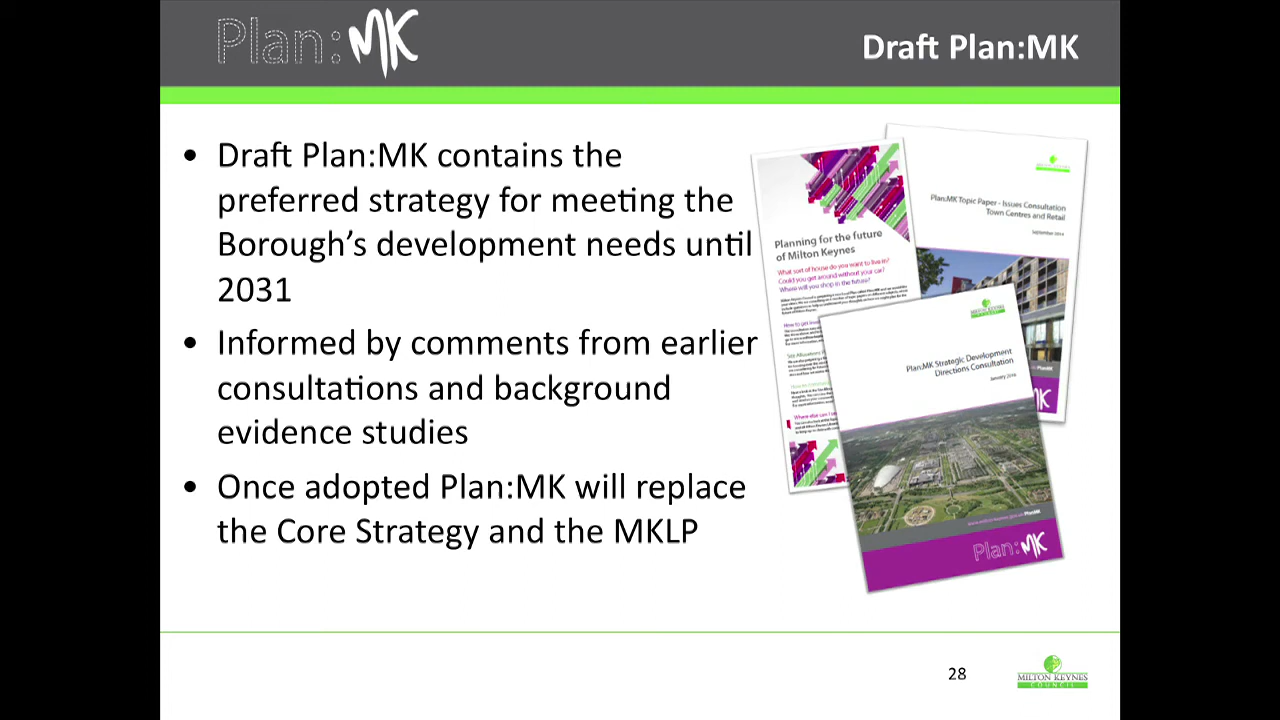 Plan:MK
Draft Plan:MK
• Draft Plan:MK contains the
preferred strategy for meeting the
Borough's development needs until
2031
• Informed by comments from earlier
consultations and background
evidence studies
• Once adopted Plan:MK will replace
the Core Strategy and the MKLP
Planning for the future
of Milton Keynes
What sort of house do you want to live in?
Could you get around without your car?
Where will you shop in the future?
Plan:MK Topic Paper - Issues Consultation
Town Centres and Retail
September 2014
MILTON KEYNES
COUNCIL
Plan:MK Strategic Development
Directions Consultation
January 2016
Plan:MK
28
MILTON KEYNES
COUNCIL